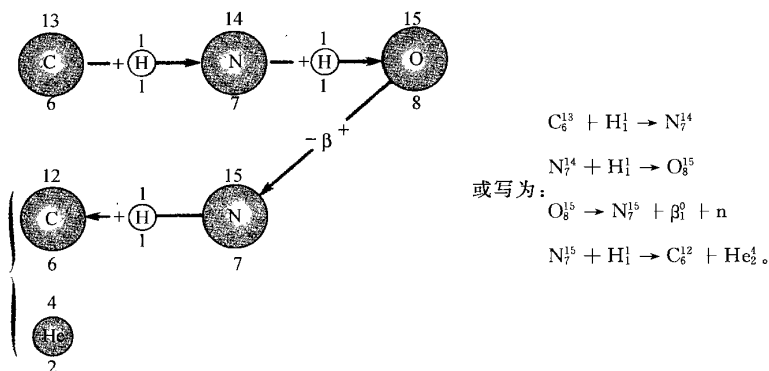 13 14 15
1 1
C + H N + H O
6 1 7 1 8
- β +
12 1 15
C + H N
6 1 7
4
He
2
或写为：
C₆¹³ + H₁¹ → N₇¹⁴
N₇¹⁴ + H₁¹ → O₈¹⁵
O₈¹⁵ → N₇¹⁵ + β₁⁰ + n
N₇¹⁵ + H₁¹ → C₆¹² + He₂⁴。